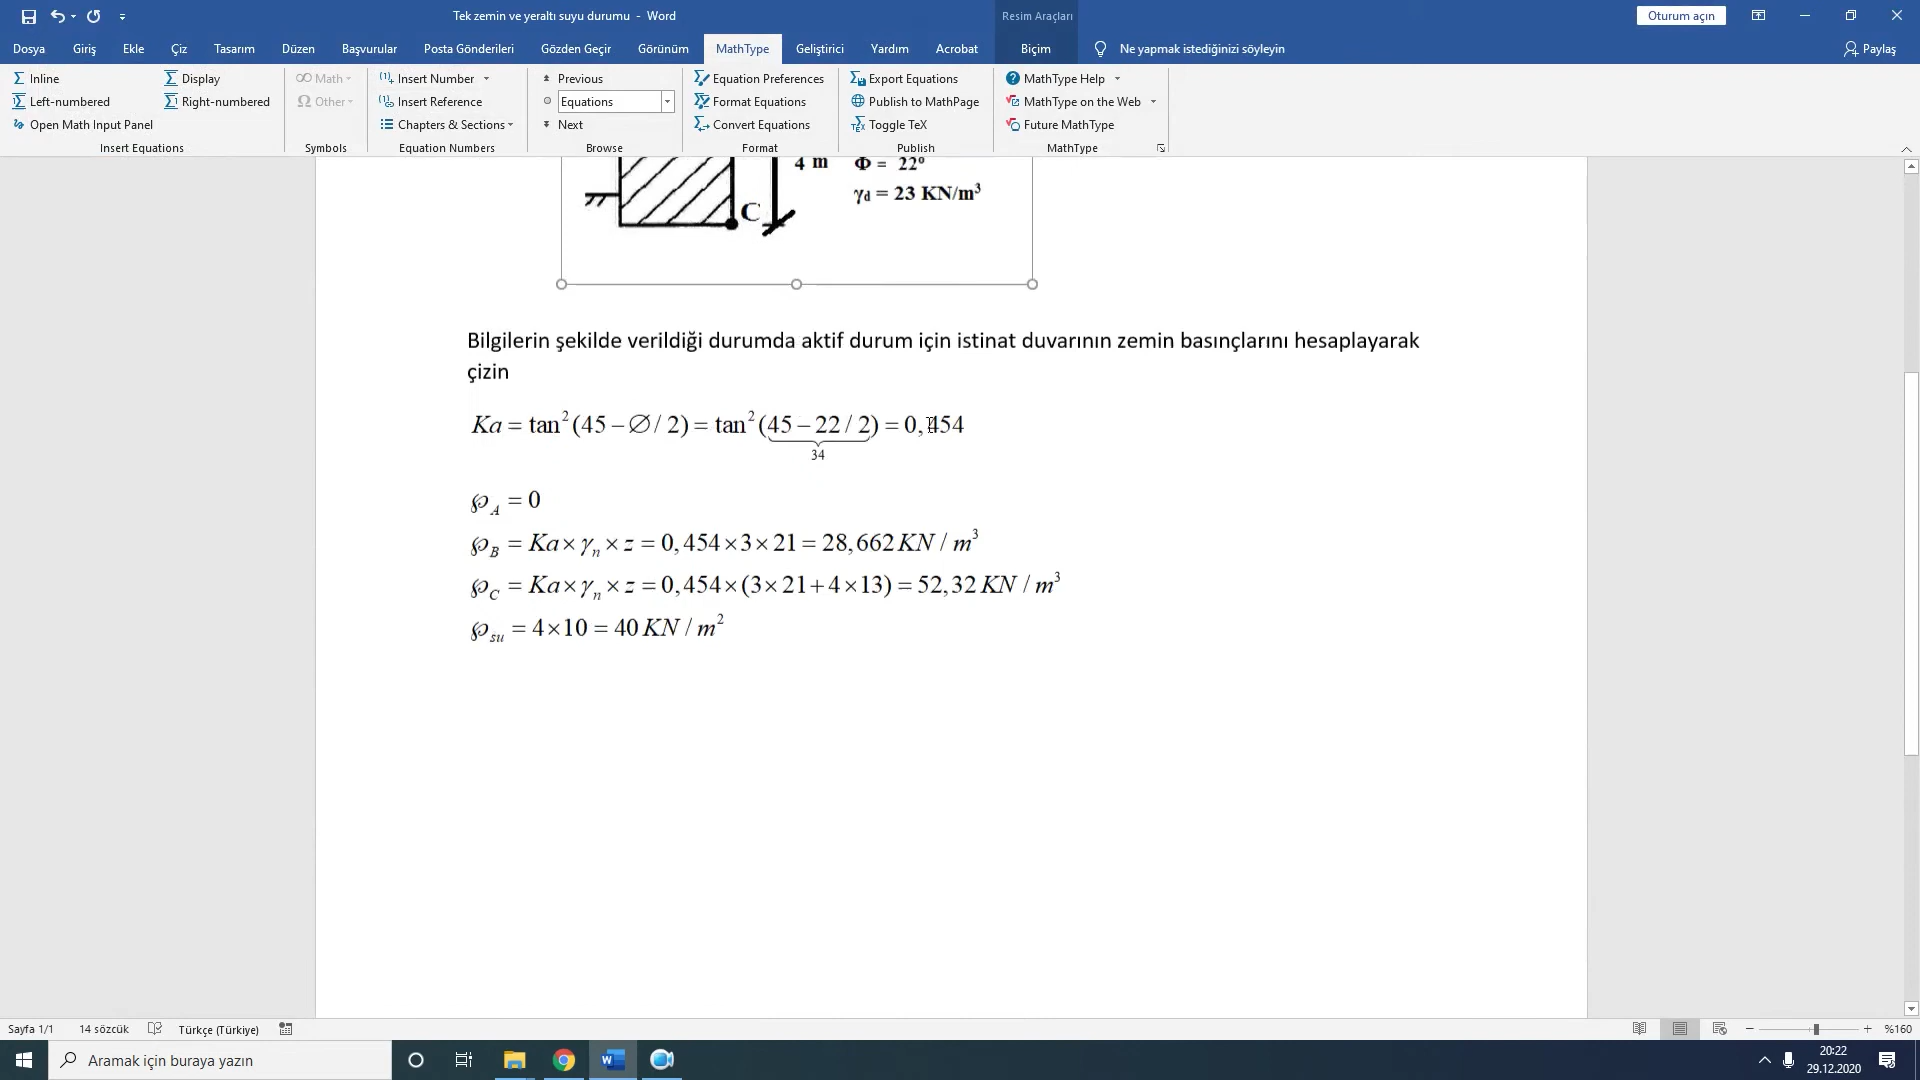 Tek zemin ve yeraltı suyu durumu - Word
Resim Araçları
Oturum açın
Dosya Giriş Ekle Çiz Tasarım Düzen Başvurular Posta Gönderileri Gözden Geçir Görünüm MathType Geliştirici Yardım Acrobat Biçim Ne yapmak istediğinizi söyleyin Paylaş
Inline Display Math Insert Number Previous Equation Preferences Export Equations MathType Help
Left-numbered Right-numbered Other Insert Reference Equations Format Equations Publish to MathPage MathType on the Web
Open Math Input Panel Chapters & Sections Next Convert Equations Toggle TeX Future MathType
Insert Equations Symbols Equation Numbers Browse Format Publish MathType
4 m Φ = 22°
γd = 23 KN/m³
C
Bilgilerin şekilde verildiği durumda aktif durum için istinat duvarının zemin basınçlarını hesaplayarak
çizin
Ka = tan²(45 − ∅ / 2) = tan²(45 − 22 / 2) = 0, 454
34
℘A = 0
℘B = Ka × γn × z = 0, 454 × 3 × 21 = 28, 662 KN / m³
℘C = Ka × γn × z = 0, 454 × (3 × 21 + 4 × 13) = 52, 32 KN / m³
℘su = 4 × 10 = 40 KN / m²
Sayfa 1/1 14 sözcük Türkçe (Türkiye) %160
Aramak için buraya yazın
20:22
29.12.2020